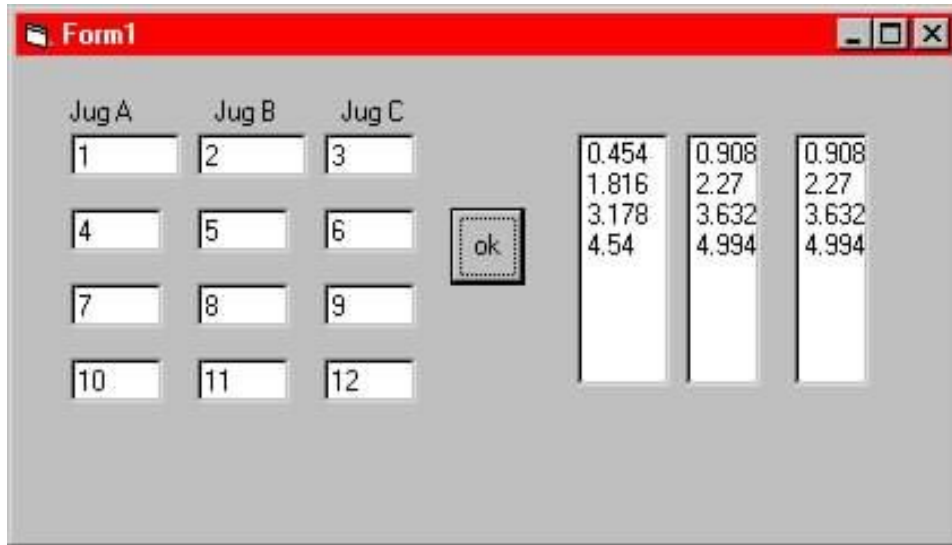 Form1
Jug A Jug B Jug C
1 2 3 0.454 0.908 0.908
1.816 2.27 2.27
4 5 6 ok 3.178 3.632 3.632
4.54 4.994 4.994
7 8 9
10 11 12